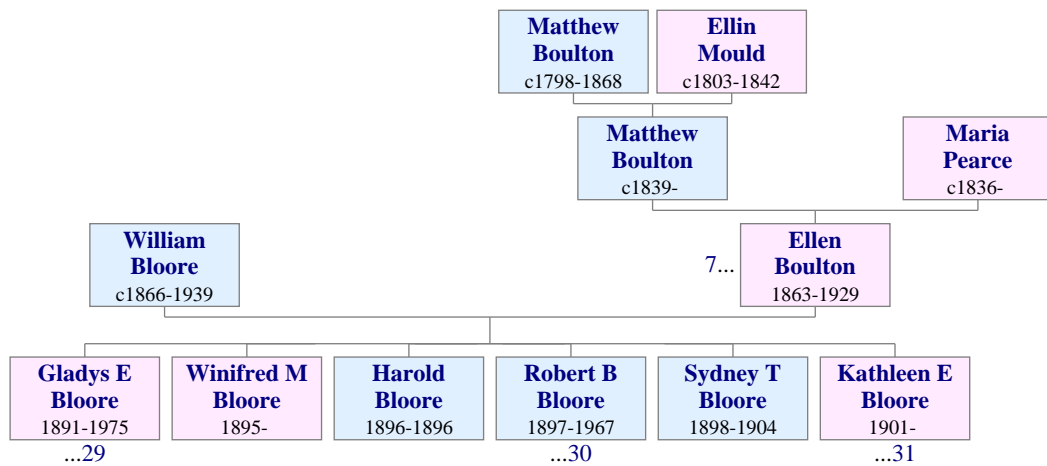 Matthew
Boulton
c1798-1868
Ellin
Mould
c1803-1842
Matthew
Boulton
c1839-
Maria
Pearce
c1836-
William
Bloore
c1866-1939
7...
Ellen
Boulton
1863-1929
Gladys E
Bloore
1891-1975
...29
Winifred M
Bloore
1895-
Harold
Bloore
1896-1896
Robert B
Bloore
1897-1967
...30
Sydney T
Bloore
1898-1904
Kathleen E
Bloore
1901-
...31